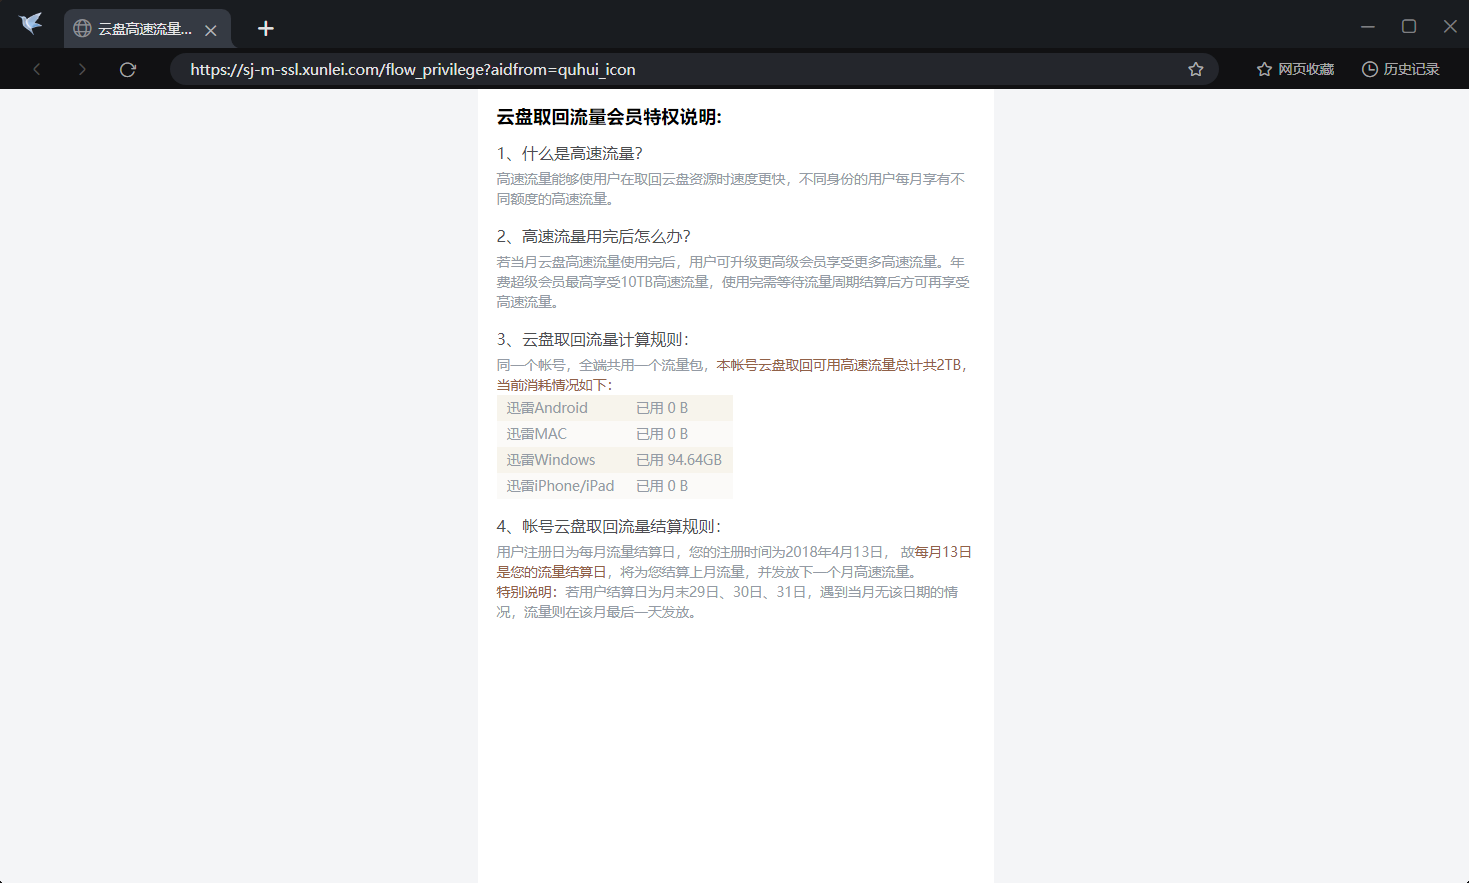 云盘高速流量...
https://sj-m-ssl.xunlei.com/flow_privilege?aidfrom=quhui_icon
网页收藏
历史记录
云盘取回流量会员特权说明:
1、什么是高速流量？
高速流量能够使用户在取回云盘资源时速度更快，不同身份的用户每月享有不
同额度的高速流量。
2、高速流量用完后怎么办？
若当月云盘高速流量使用完后，用户可升级更高级会员享受更多高速流量。年
费超级会员最高享受10TB高速流量，使用完需等待流量周期结算后方可再享受
高速流量。
3、云盘取回流量计算规则：
同一个帐号，全端共用一个流量包，本帐号云盘取回可用高速流量总计共2TB，
当前消耗情况如下：
迅雷Android 已用 0 B
迅雷MAC 已用 0 B
迅雷Windows 已用 94.64GB
迅雷iPhone/iPad 已用 0 B
4、帐号云盘取回流量结算规则：
用户注册日为每月流量结算日，您的注册时间为2018年4月13日， 故每月13日
是您的流量结算日，将为您结算上月流量，并发放下一个月高速流量。
特别说明：若用户结算日为月末29日、30日、31日，遇到当月无该日期的情
况，流量则在该月最后一天发放。